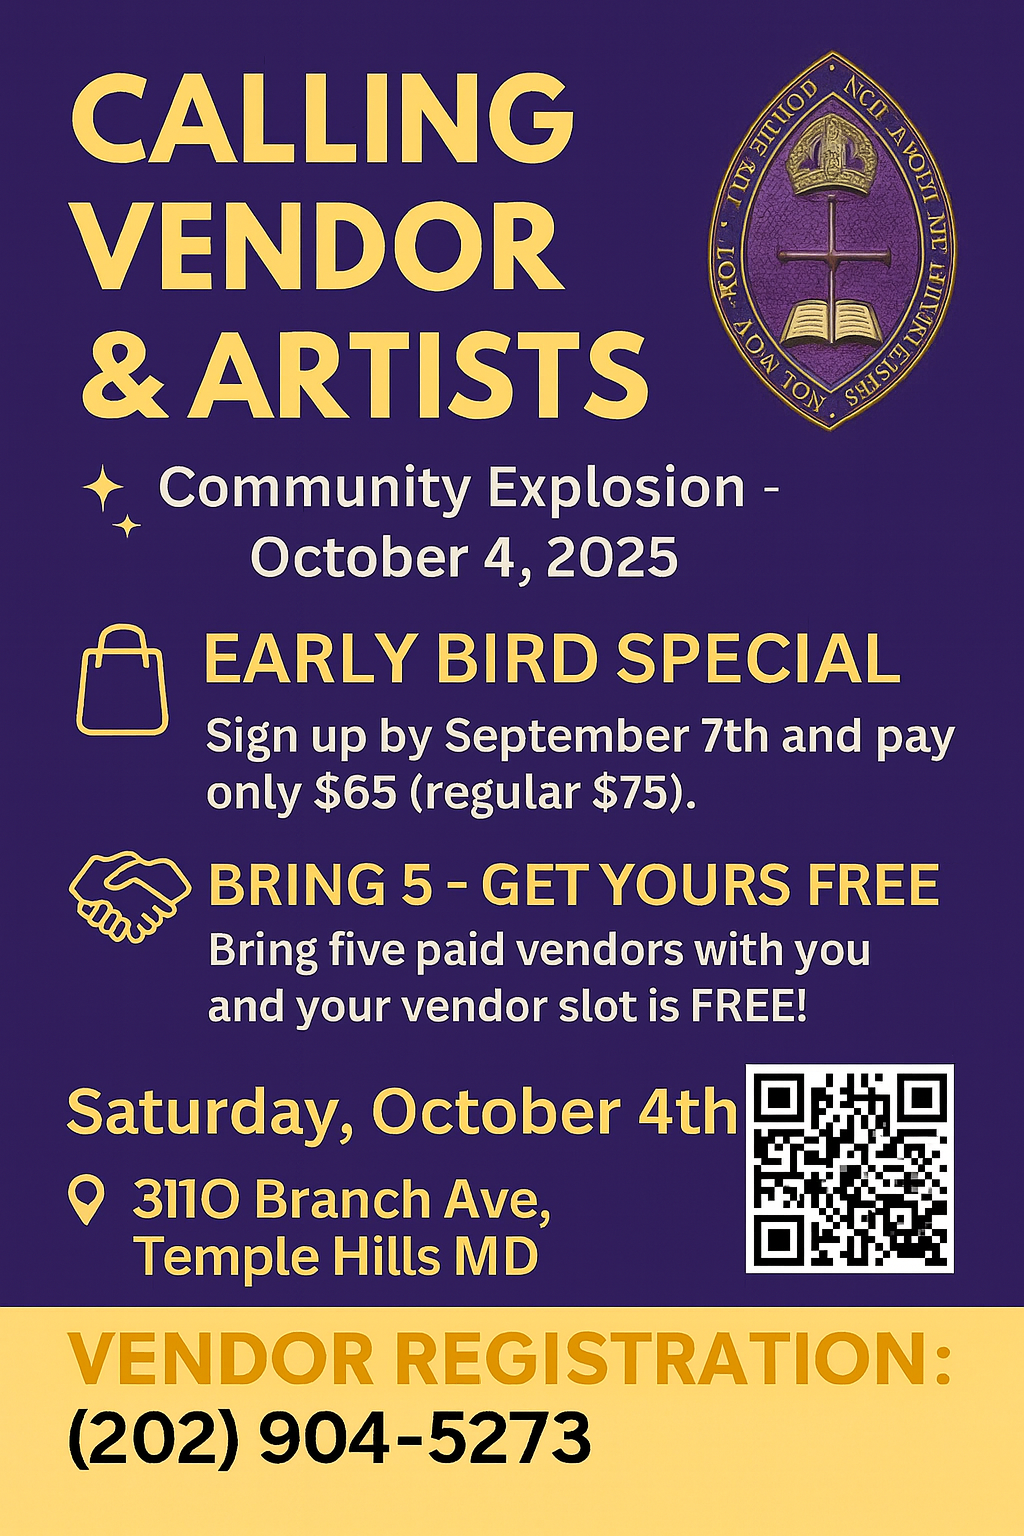 CALLING
VENDOR
& ARTISTS
Community Explosion -
October 4, 2025
EARLY BIRD SPECIAL
Sign up by September 7th and pay
only $65 (regular $75).
BRING 5 - GET YOURS FREE
Bring five paid vendors with you
and your vendor slot is FREE!
Saturday, October 4th
3110 Branch Ave,
Temple Hills MD
VENDOR REGISTRATION:
(202) 904-5273